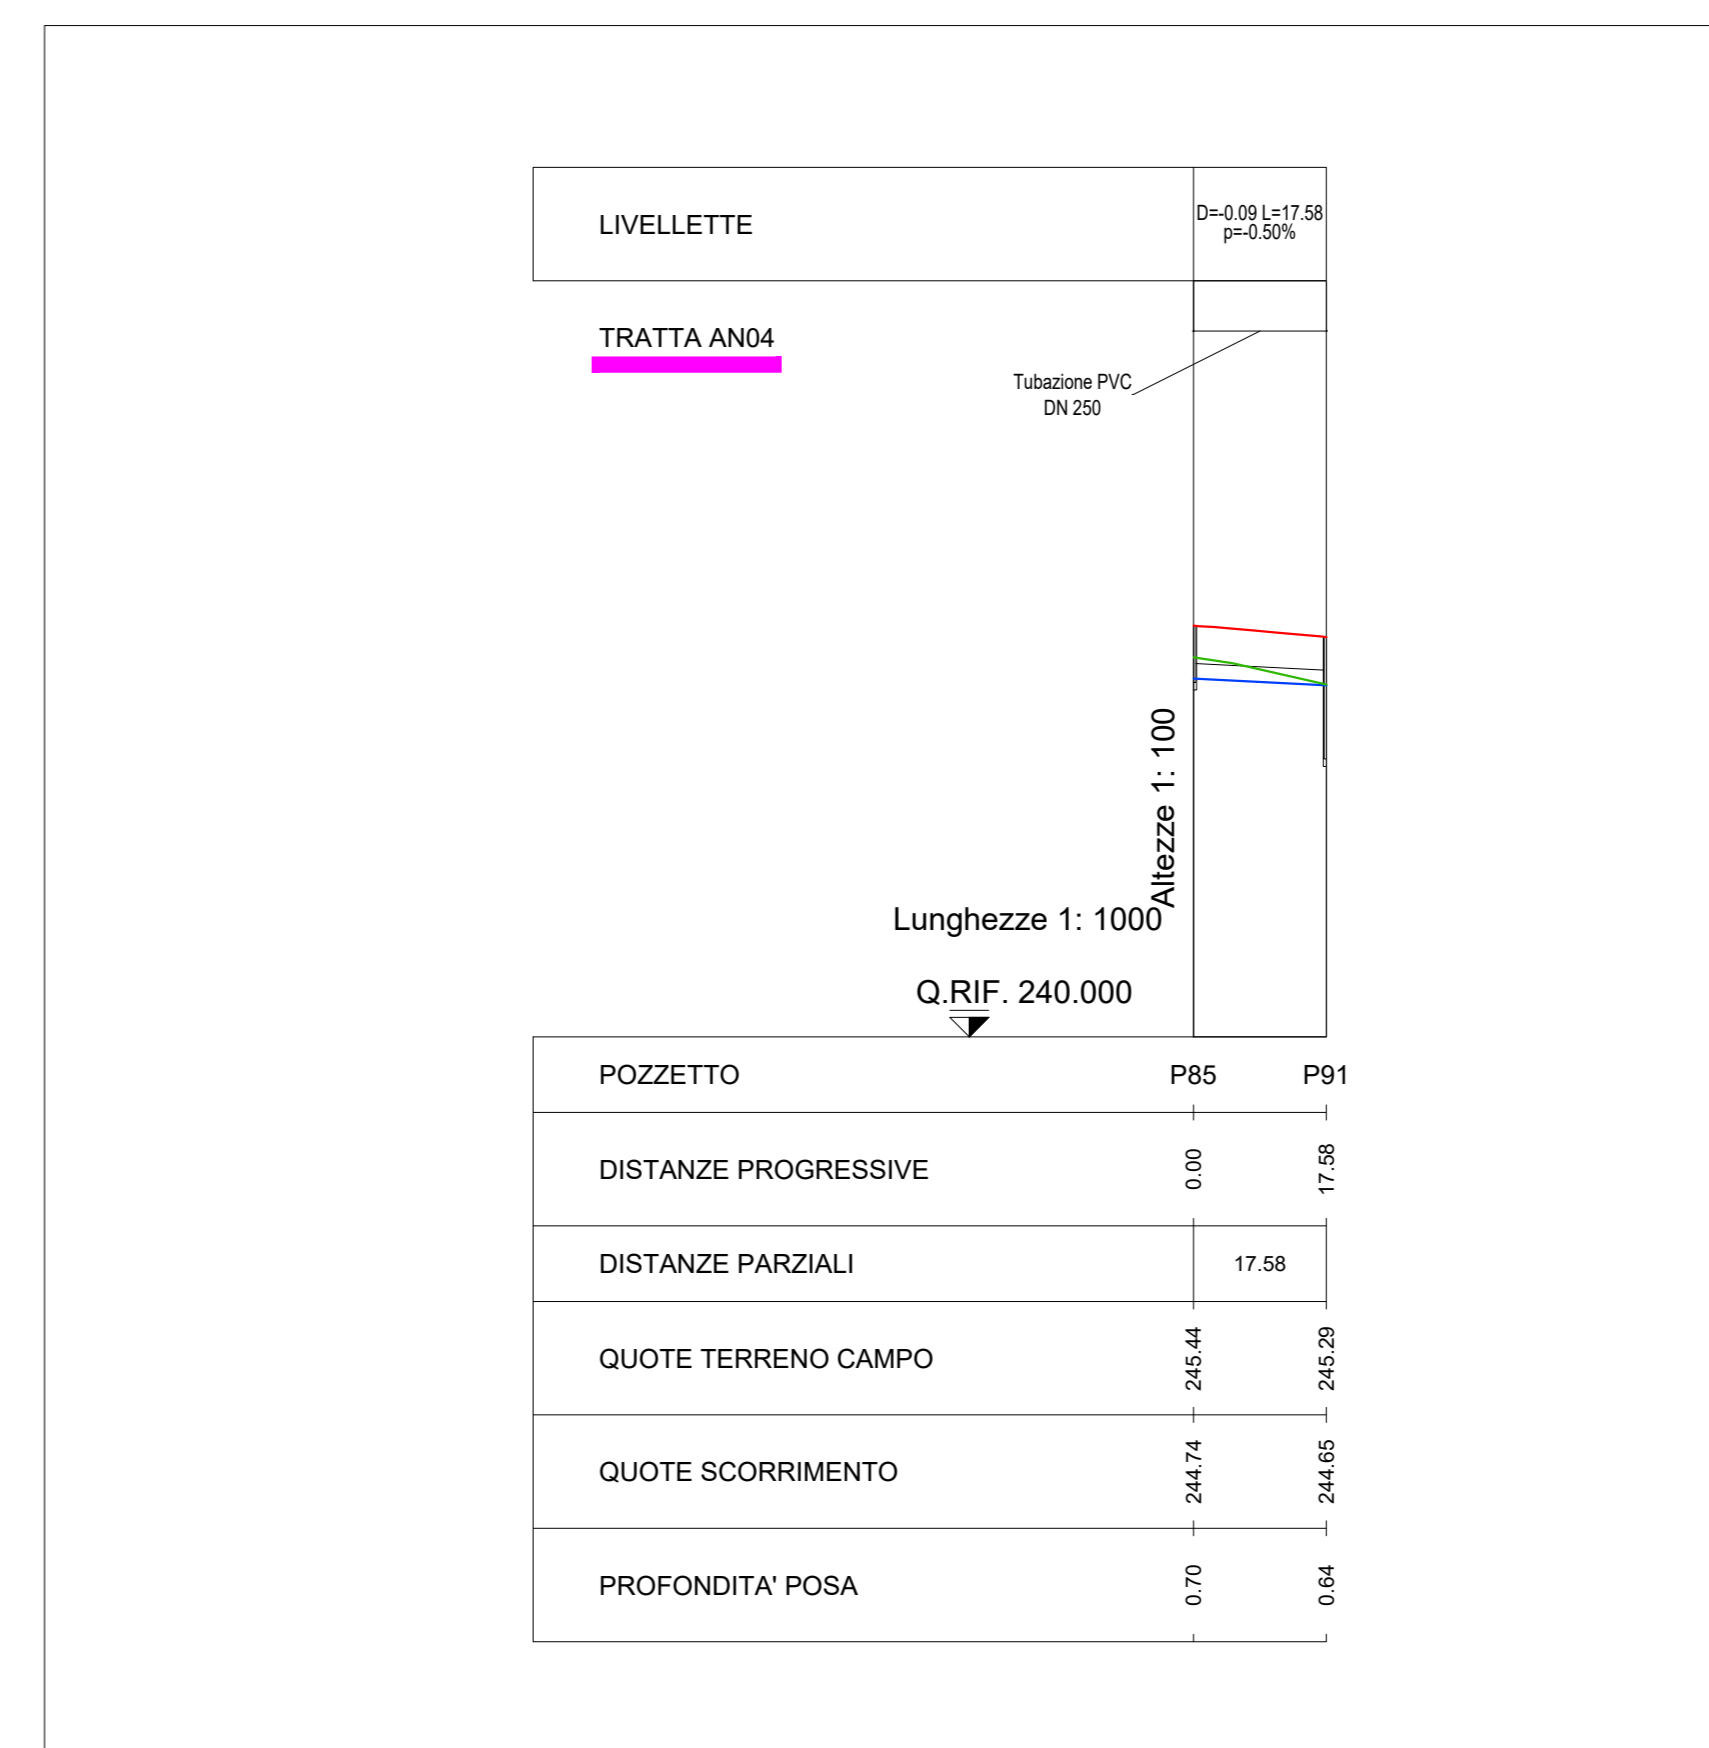 LIVELLETTE
D=-0.09 L=17.58
p=-0.50%
TRATTA AN04
Tubazione PVC
DN 250
Altezze 1: 100
Lunghezze 1: 1000
Q.RIF. 240.000
POZZETTO P85 P91
DISTANZE PROGRESSIVE 0.00 17.58
DISTANZE PARZIALI 17.58
QUOTE TERRENO CAMPO 245.44 245.29
QUOTE SCORRIMENTO 244.74 244.65
PROFONDITA' POSA 0.70 0.64